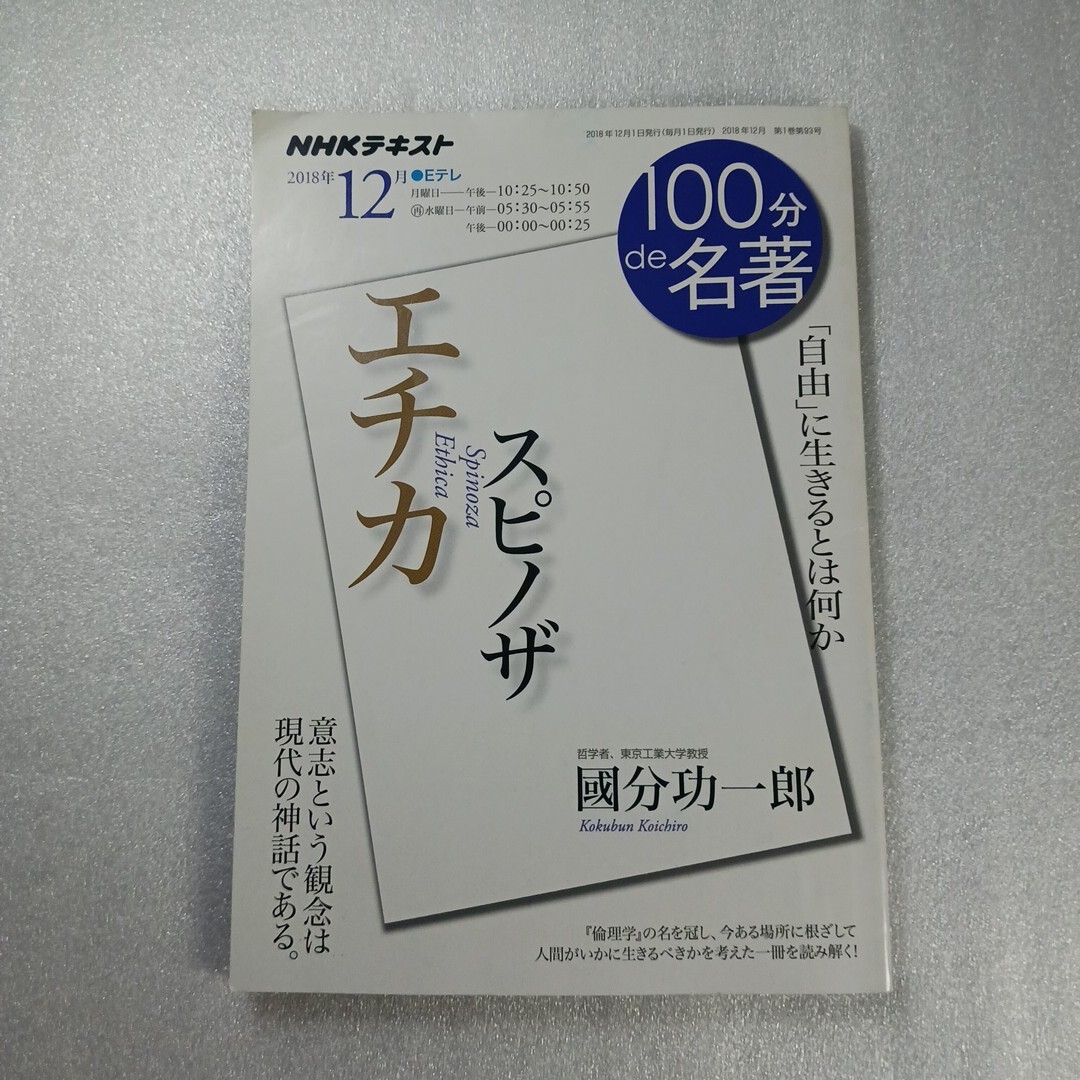 2018年12月1日発行(毎月1日発行) 2018年12月 第1巻第93号
NHKテキスト
2018年12月●Eテレ
月曜日——午後—10:25〜10:50
㊢水曜日—午前—05:30〜05:55
午後—00:00〜00:25
100分
de名著
「自由」に生きるとは何か
エチカ
Spinoza
Ethica
スピノザ
哲学者、東京工業大学教授
國分功一郎
Kokubun Koichiro
意志という観念は
現代の神話である。
『倫理学』の名を冠し、今ある場所に根ざして
人間がいかに生きるべきかを考えた一冊を読み解く!